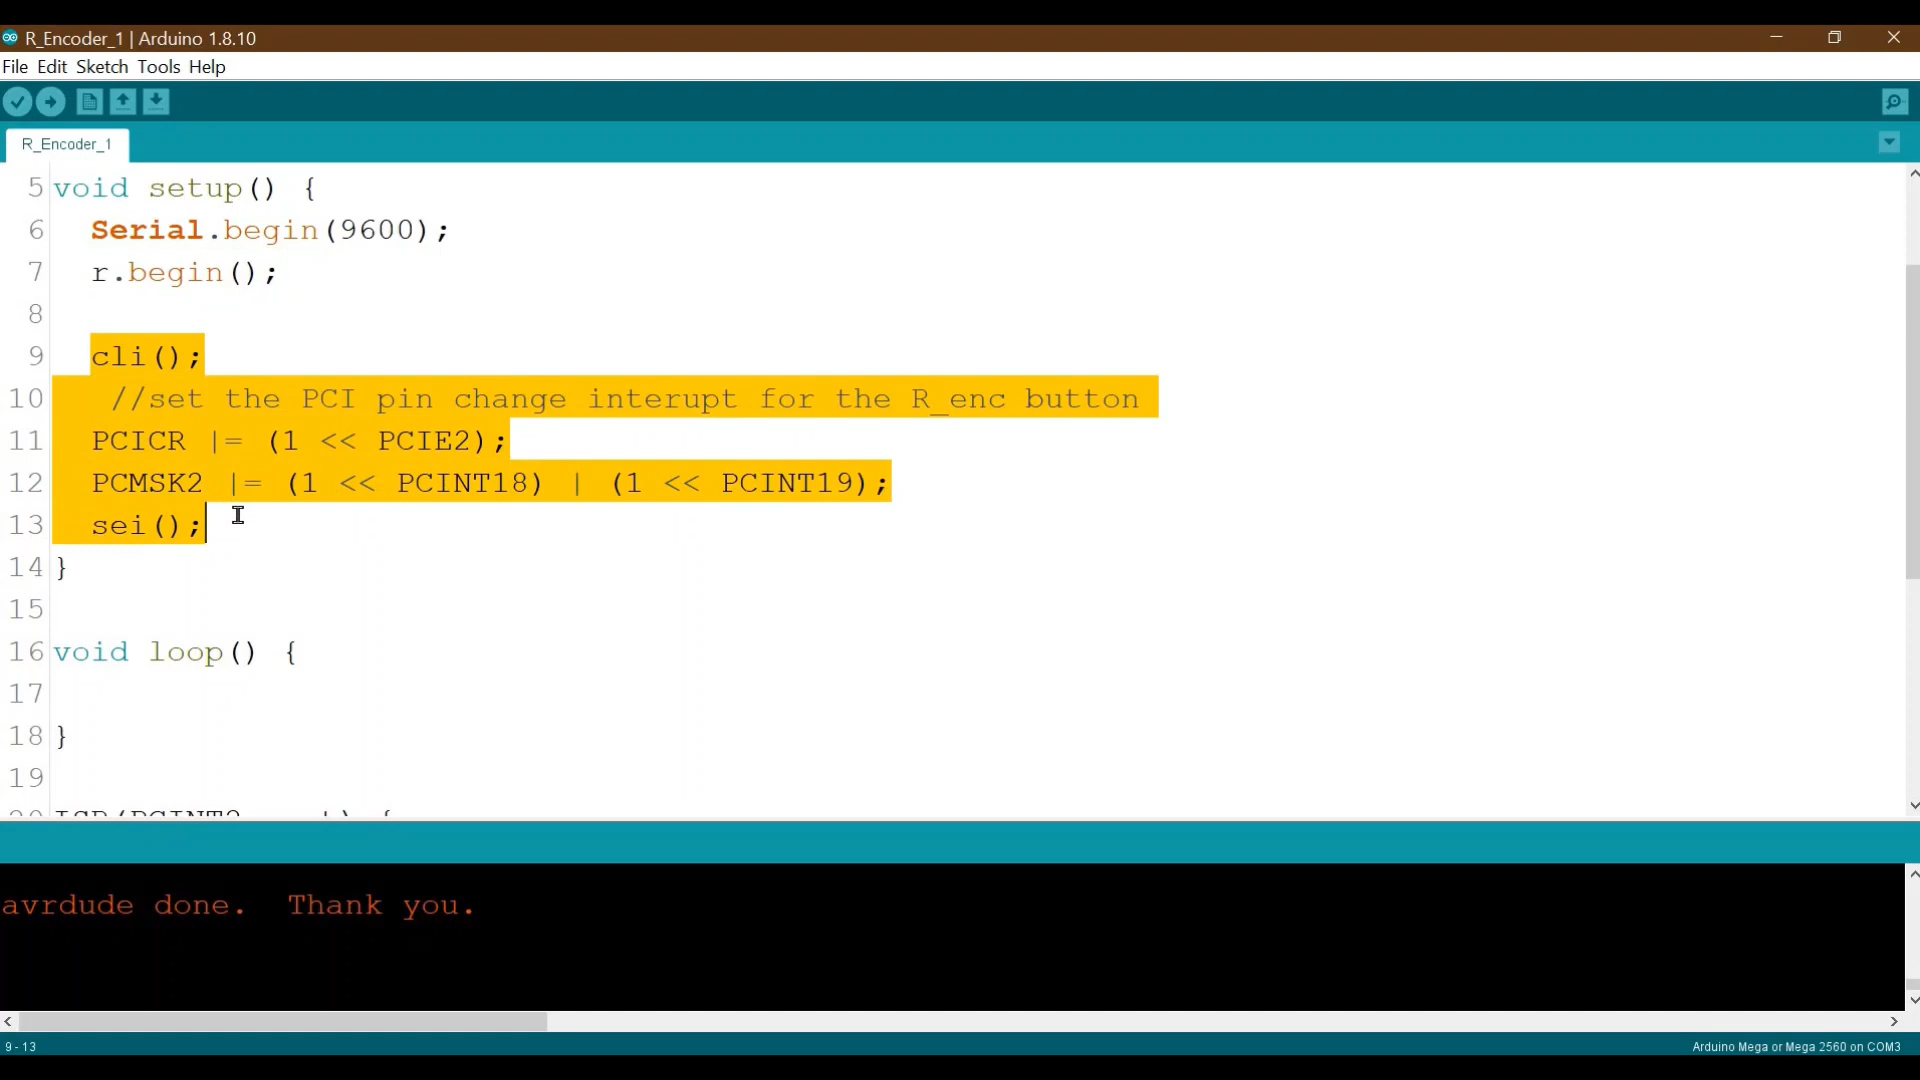 R_Encoder_1 | Arduino 1.8.10
File Edit Sketch Tools Help
R_Encoder_1
5 void setup() {
6 Serial.begin(9600);
7 r.begin();
8
9 cli();
10 //set the PCI pin change interupt for the R_enc button
11 PCICR |= (1 << PCIE2);
12 PCMSK2 |= (1 << PCINT18) | (1 << PCINT19);
13 sei();
14 }
15
16 void loop() {
17
18 }
19
20 ISR(PCINT2_vect) {
avrdude done. Thank you.
9 - 13
Arduino Mega or Mega 2560 on COM3